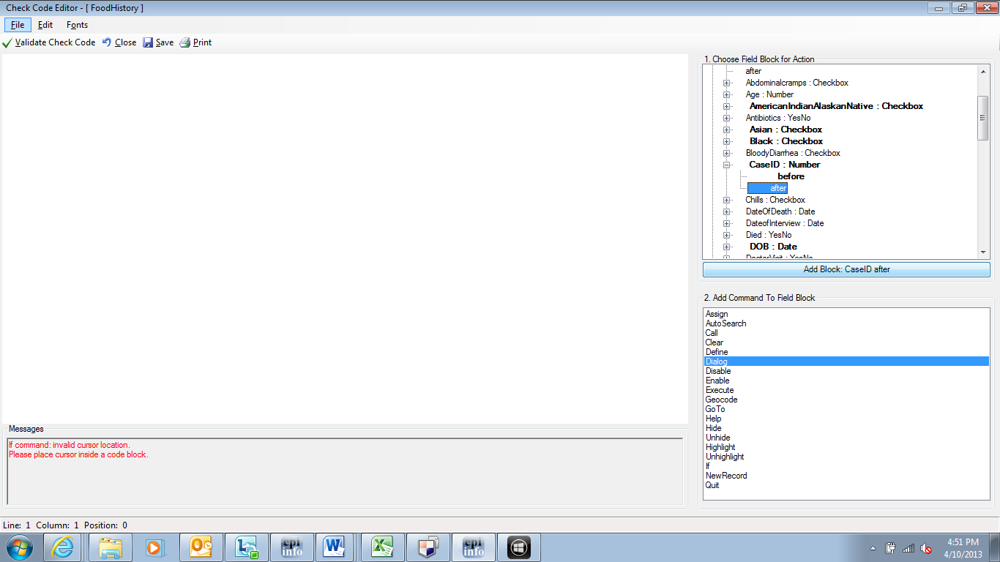 Check Code Editor - [ FoodHistory ]
File Edit Fonts
Validate Check Code Close Save Print
1. Choose Field Block for Action
after
Abdominalcramps : Checkbox
Age : Number
AmericanIndianAlaskanNative : Checkbox
Antibiotics : YesNo
Asian : Checkbox
Black : Checkbox
BloodyDiarrhea : Checkbox
CaseID : Number
before
after
Chills : Checkbox
DateOfDeath : Date
DateofInterview : Date
Died : YesNo
DOB : Date
DoctorVisit : YesNo
Add Block: CaseID after
2. Add Command To Field Block
Assign
AutoSearch
Call
Clear
Define
Dialog
Disable
Enable
Execute
Geocode
GoTo
Help
Hide
Unhide
Highlight
Unhighlight
If
NewRecord
Quit
Messages
If command: invalid cursor location.
Please place cursor inside a code block.
Line: 1 Column: 1 Position: 0
epi info
epi info
4:51 PM
4/10/2013